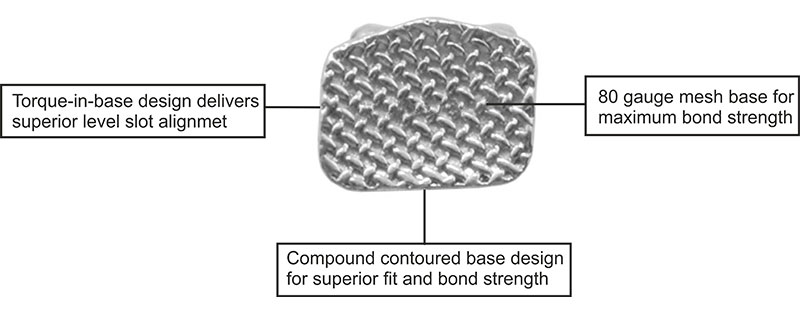 Torque-in-base design delivers
superior level slot alignmet
80 gauge mesh base for
maximum bond strength
Compound contoured base design
for superior fit and bond strength